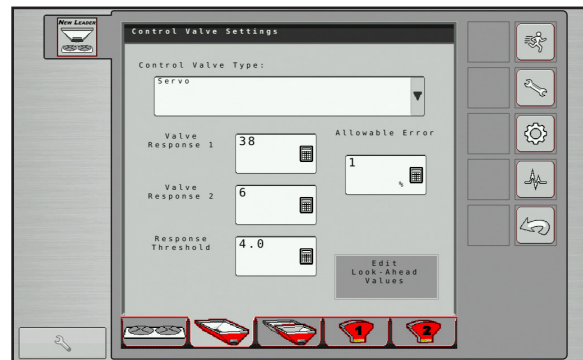 NEW LEADER
Control Valve Settings
Control Valve Type:
Servo
Valve
Response 1
38
Allowable Error
1
%
Valve
Response 2
6
Response
Threshold
4.0
Edit
Look-Ahead
Values
1
2